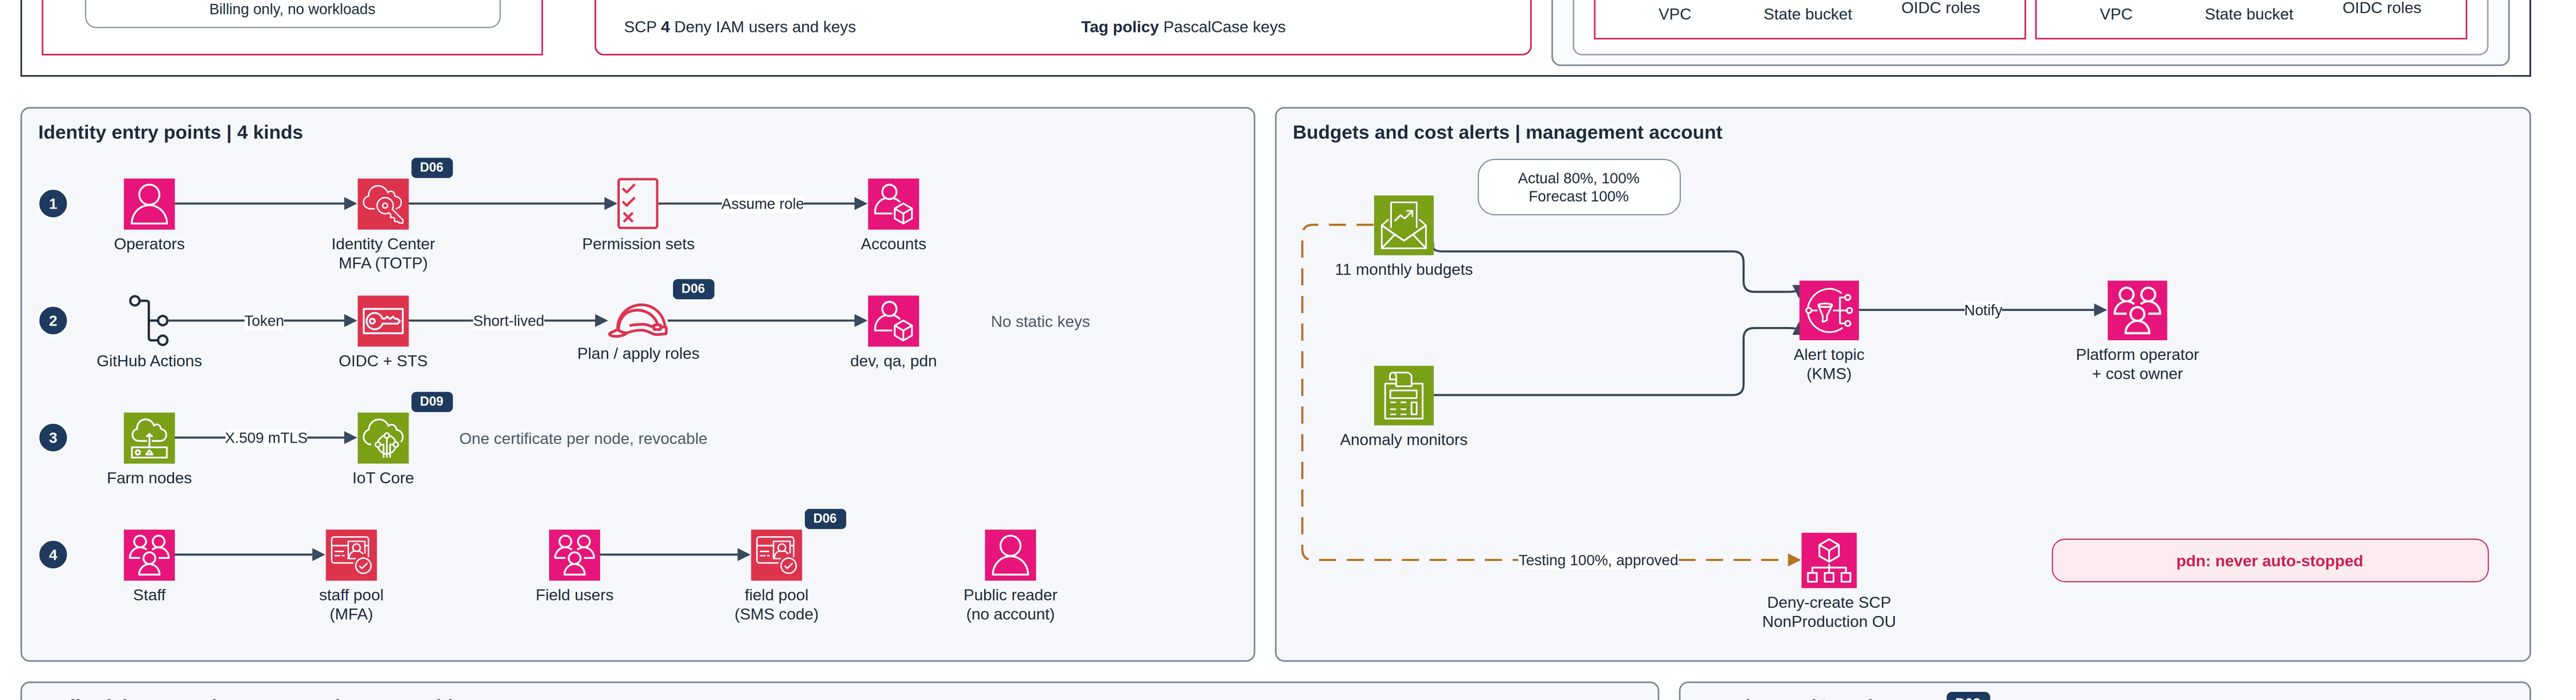 Billing only, no workloads
SCP 4 Deny IAM users and keys
Tag policy PascalCase keys
VPC
State bucket
OIDC roles
VPC
State bucket
OIDC roles
Identity entry points | 4 kinds
1
Operators
D06
Identity Center
MFA (TOTP)
Permission sets
Assume role
Accounts
2
GitHub Actions
Token
OIDC + STS
Short-lived
D06
Plan / apply roles
dev, qa, pdn
No static keys
3
Farm nodes
X.509 mTLS
D09
IoT Core
One certificate per node, revocable
4
Staff
staff pool
(MFA)
Field users
D06
field pool
(SMS code)
Public reader
(no account)
Budgets and cost alerts | management account
Actual 80%, 100%
Forecast 100%
11 monthly budgets
Anomaly monitors
Alert topic
(KMS)
Notify
Platform operator
+ cost owner
Testing 100%, approved
Deny-create SCP
NonProduction OU
pdn: never auto-stopped